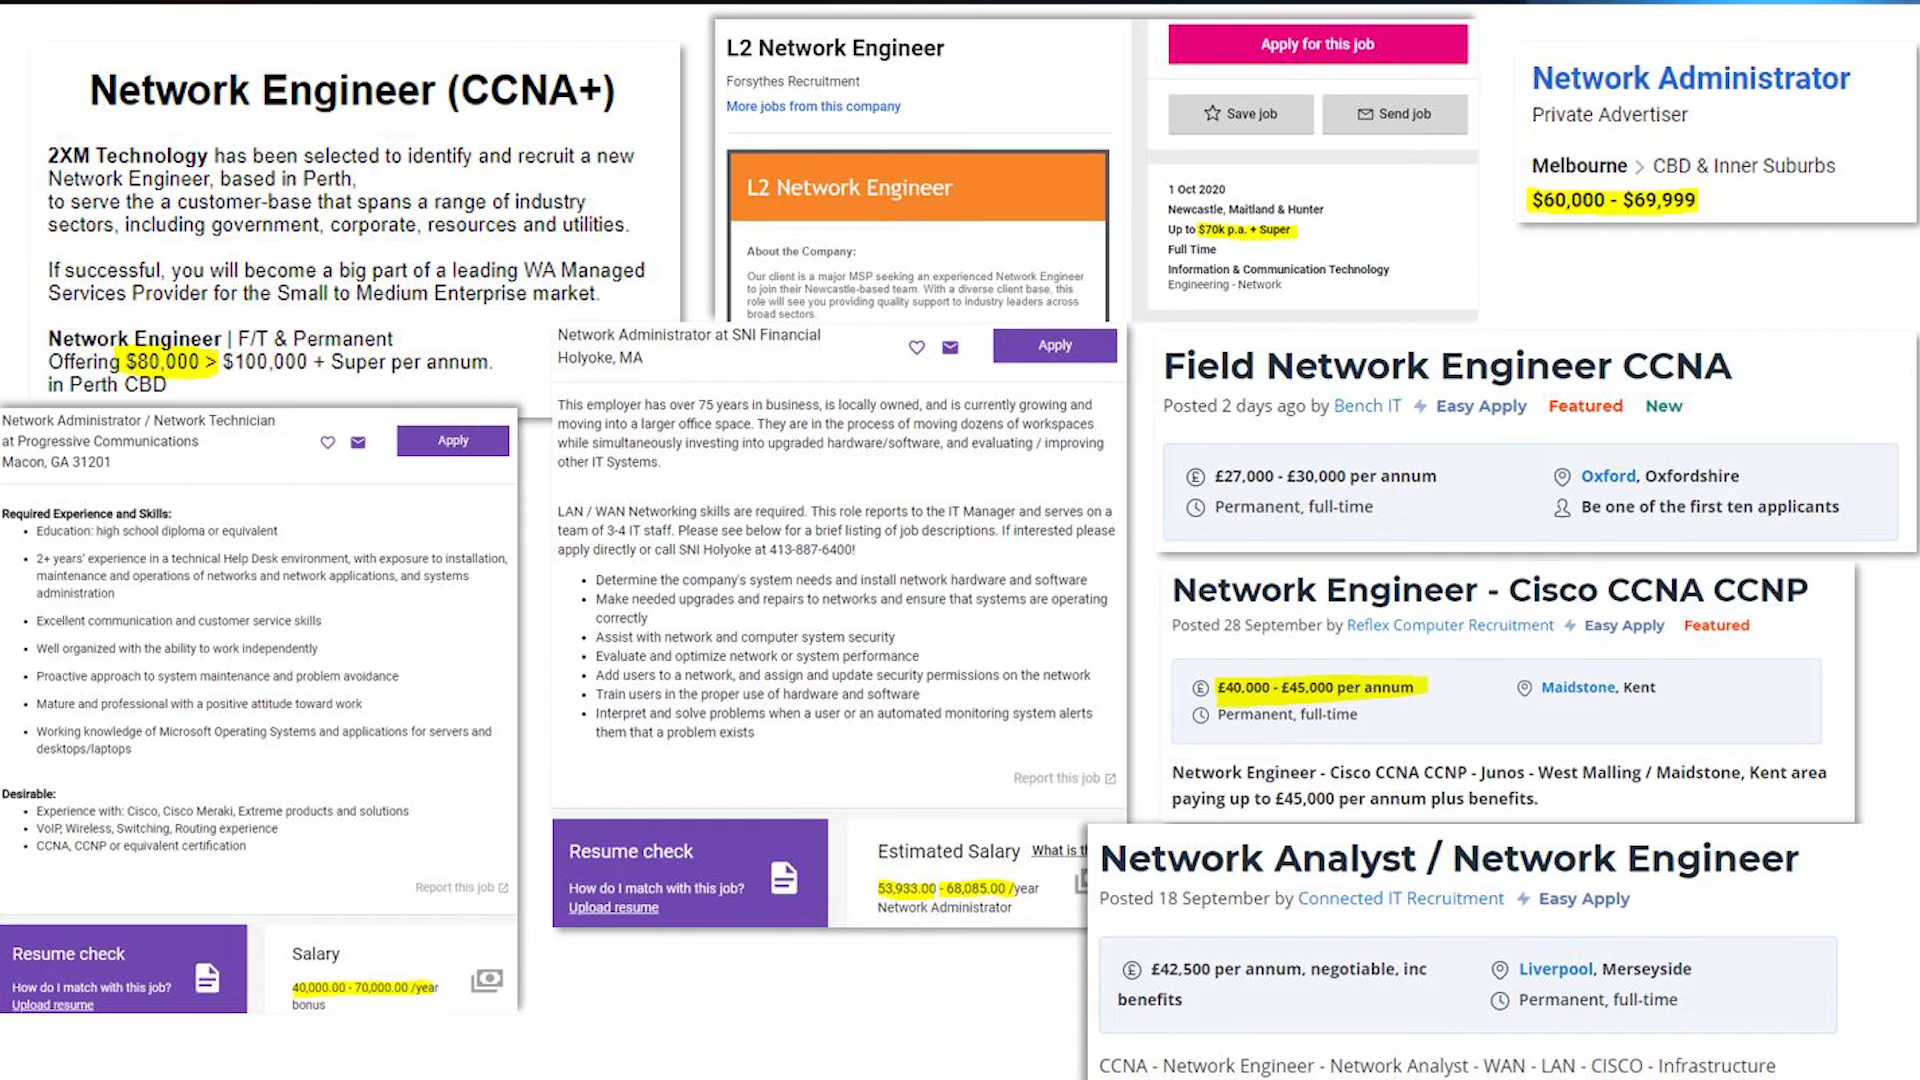 Network Engineer (CCNA+)
2XM Technology has been selected to identify and recruit a new
Network Engineer, based in Perth,
to serve the a customer-base that spans a range of industry
sectors, including government, corporate, resources and utilities.
If successful, you will become a big part of a leading WA Managed
Services Provider for the Small to Medium Enterprise market.
Network Engineer | F/T & Permanent
Offering $80,000 > $100,000 + Super per annum.
in Perth CBD
L2 Network Engineer
Forsythes Recruitment
More jobs from this company
L2 Network Engineer
About the Company:
Our client is a major MSP seeking an experienced Network Engineer
to join their Newcastle-based team. With a diverse client base, this
role will see you providing quality support to industry leaders across
broad sectors.
Apply for this job
Save job
Send job
1 Oct 2020
Newcastle, Maitland & Hunter
Up to $70k p.a. + Super
Full Time
Information & Communication Technology
Engineering - Network
Network Administrator
Private Advertiser
Melbourne > CBD & Inner Suburbs
$60,000 - $69,999
Network Administrator / Network Technician
at Progressive Communications
Macon, GA 31201
Apply
Required Experience and Skills:
• Education: high school diploma or equivalent
• 2+ years' experience in a technical Help Desk environment, with exposure to installation,
maintenance and operations of networks and network applications, and systems
administration
• Excellent communication and customer service skills
• Well organized with the ability to work independently
• Proactive approach to system maintenance and problem avoidance
• Mature and professional with a positive attitude toward work
• Working knowledge of Microsoft Operating Systems and applications for servers and
desktops/laptops
Desirable:
• Experience with: Cisco, Cisco Meraki, Extreme products and solutions
• VoIP, Wireless, Switching, Routing experience
• CCNA, CCNP or equivalent certification
Report this job
Resume check
How do I match with this job?
Upload resume
Salary
40,000.00 - 70,000.00 /year
bonus
Network Administrator at SNI Financial
Holyoke, MA
Apply
This employer has over 75 years in business, is locally owned, and is currently growing and
moving into a larger office space. They are in the process of moving dozens of workspaces
while simultaneously investing into upgraded hardware/software, and evaluating / improving
other IT Systems.
LAN / WAN Networking skills are required. This role reports to the IT Manager and serves on a
team of 3-4 IT staff. Please see below for a brief listing of job descriptions. If interested please
apply directly or call SNI Holyoke at 413-887-6400!
• Determine the company's system needs and install network hardware and software
• Make needed upgrades and repairs to networks and ensure that systems are operating
correctly
• Assist with network and computer system security
• Evaluate and optimize network or system performance
• Add users to a network, and assign and update security permissions on the network
• Train users in the proper use of hardware and software
• Interpret and solve problems when a user or an automated monitoring system alerts
them that a problem exists
Report this job
Resume check
How do I match with this job?
Upload resume
Estimated Salary What is th
53,933.00 - 68,085.00 /year
Network Administrator
Field Network Engineer CCNA
Posted 2 days ago by Bench IT Easy Apply Featured New
£27,000 - £30,000 per annum
Oxford, Oxfordshire
Permanent, full-time
Be one of the first ten applicants
Network Engineer - Cisco CCNA CCNP
Posted 28 September by Reflex Computer Recruitment Easy Apply Featured
£40,000 - £45,000 per annum
Maidstone, Kent
Permanent, full-time
Network Engineer - Cisco CCNA CCNP - Junos - West Malling / Maidstone, Kent area
paying up to £45,000 per annum plus benefits.
Network Analyst / Network Engineer
Posted 18 September by Connected IT Recruitment Easy Apply
£42,500 per annum, negotiable, inc
benefits
Liverpool, Merseyside
Permanent, full-time
CCNA - Network Engineer - Network Analyst - WAN - LAN - CISCO - Infrastructure